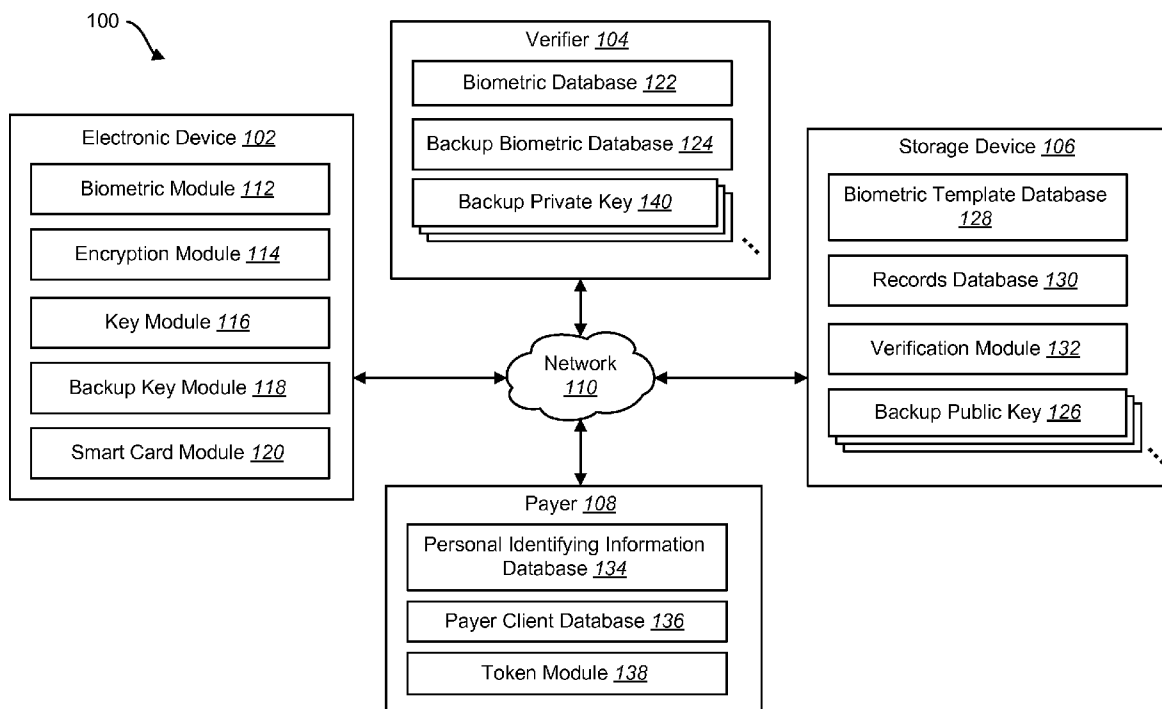 100
Verifier 104
Biometric Database 122
Backup Biometric Database 124
Backup Private Key 140
Electronic Device 102
Biometric Module 112
Encryption Module 114
Key Module 116
Backup Key Module 118
Smart Card Module 120
Network
110
Storage Device 106
Biometric Template Database
128
Records Database 130
Verification Module 132
Backup Public Key 126
Payer 108
Personal Identifying Information
Database 134
Payer Client Database 136
Token Module 138